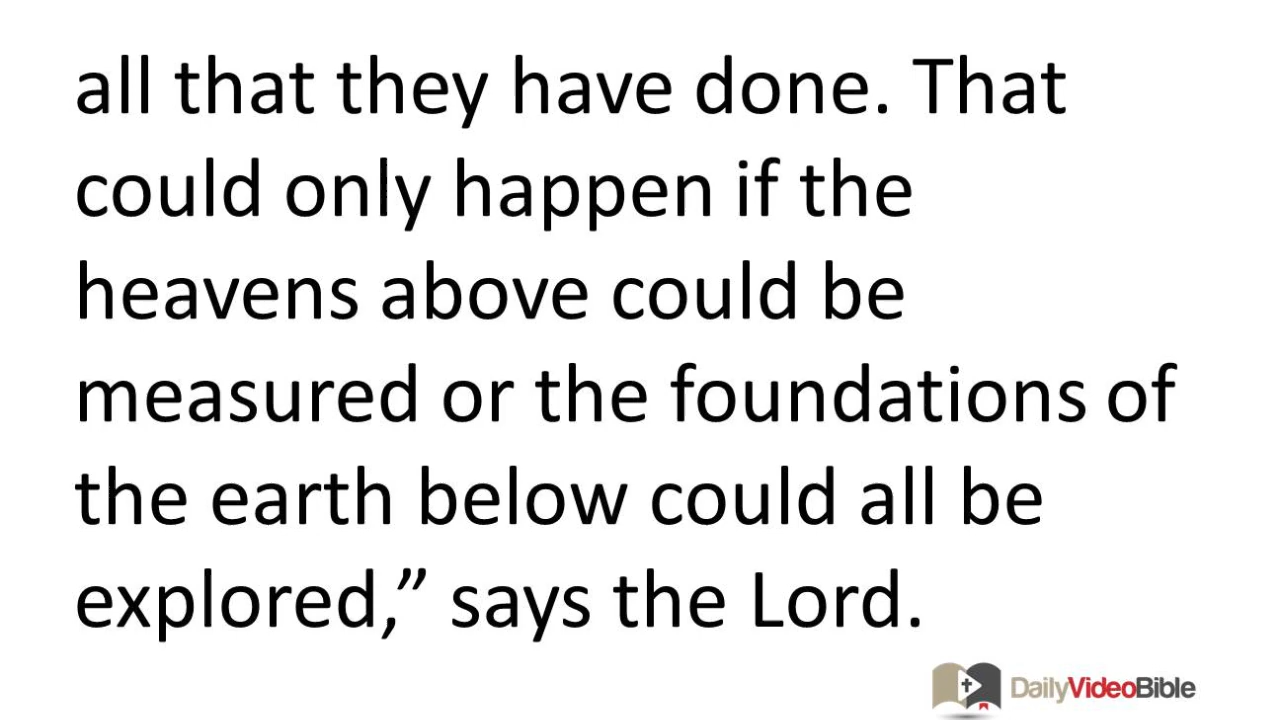 all that they have done. That
could only happen if the
heavens above could be
measured or the foundations of
the earth below could all be
explored,” says the Lord.
DailyVideoBible